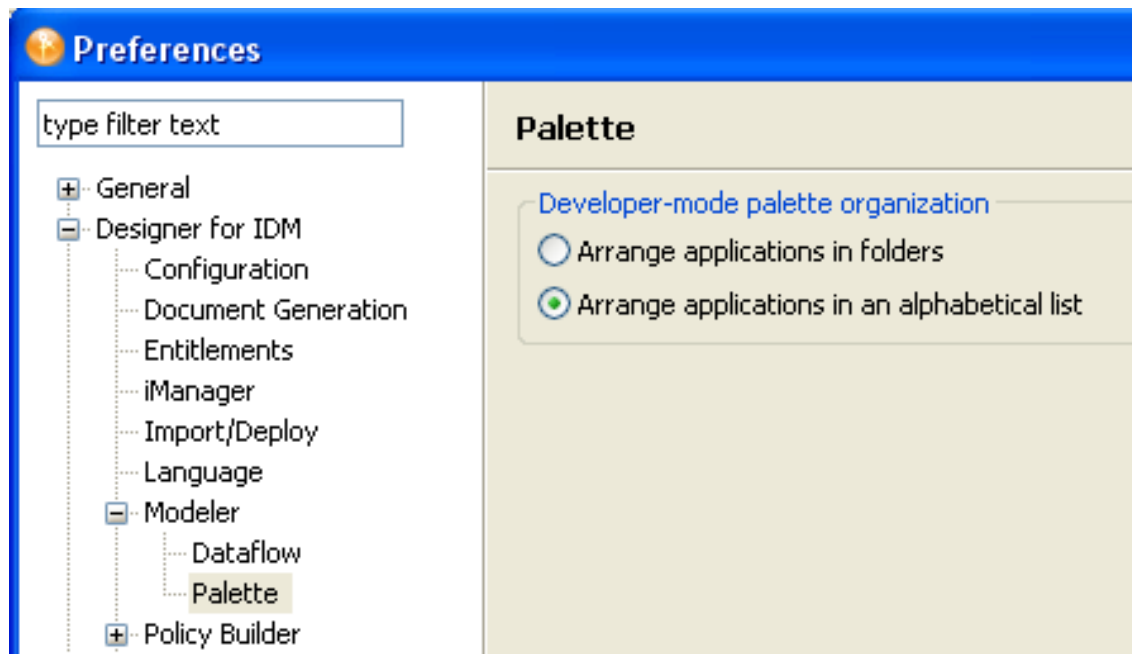 Preferences
type filter text
General
Designer for IDM
Configuration
Document Generation
Entitlements
iManager
Import/Deploy
Language
Modeler
Dataflow
Palette
Policy Builder
Palette
Developer-mode palette organization
Arrange applications in folders
Arrange applications in an alphabetical list